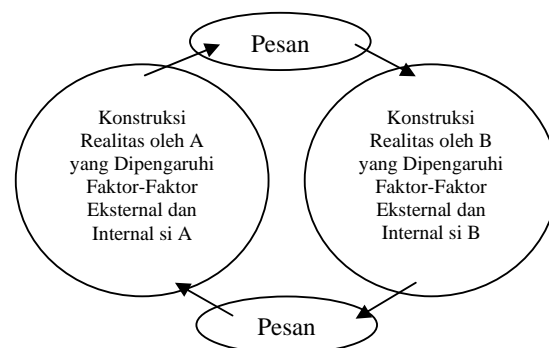 Pesan
Konstruksi
Realitas oleh A
yang Dipengaruhi
Faktor-Faktor
Eksternal dan
Internal si A
Konstruksi
Realitas oleh B
yang Dipengaruhi
Faktor-Faktor
Eksternal dan
Internal si B
Pesan